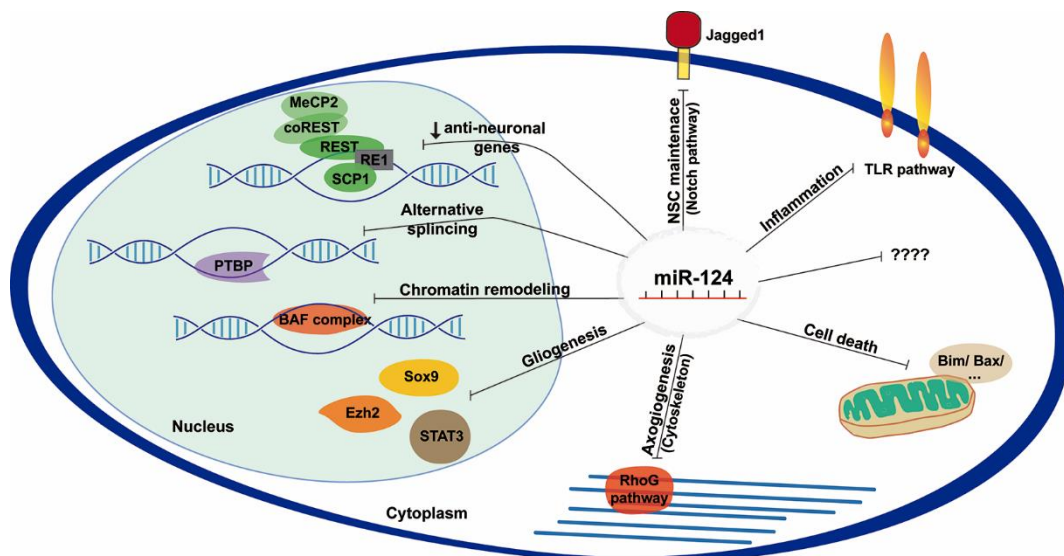 Jagged1
MeCP2
coREST
REST
RE1
SCP1
↓ anti-neuronal
genes
NSC maintenace
(Notch pathway)
Inflammation
TLR pathway
Alternative
splincing
PTBP
????
miR-124
Chromatin remodeling
BAF complex
Gliogenesis
Cell death
Bim/ Bax/
...
Sox9
Ezh2
STAT3
Nucleus
Axogiogenesis
(Cytoskeleton)
RhoG
pathway
Cytoplasm